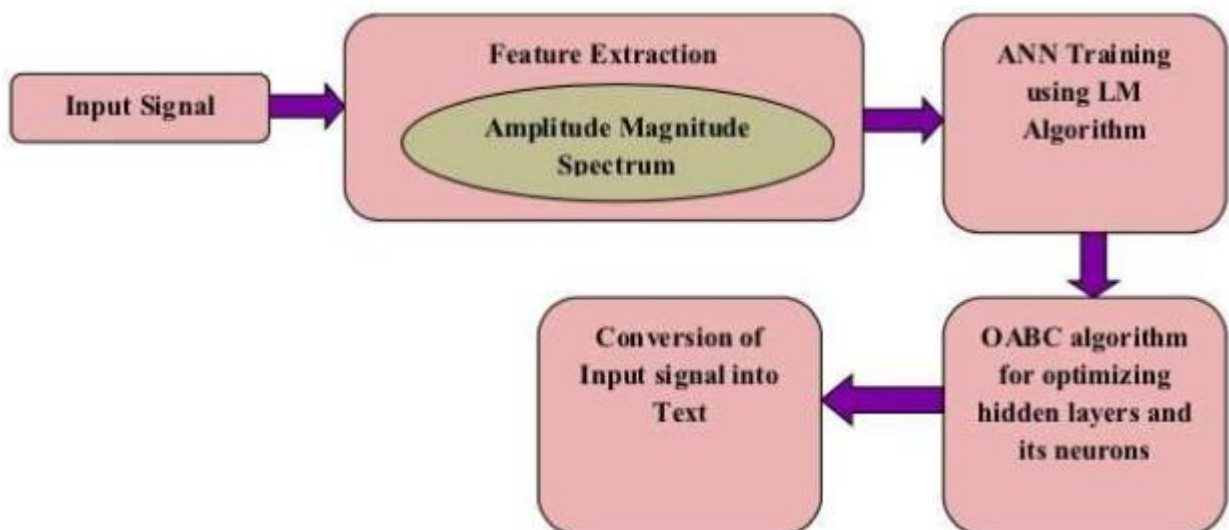 Input Signal
Feature Extraction
Amplitude Magnitude
Spectrum
ANN Training
using LM
Algorithm
OABC algorithm
for optimizing
hidden layers and
its neurons
Conversion of
Input signal into
Text